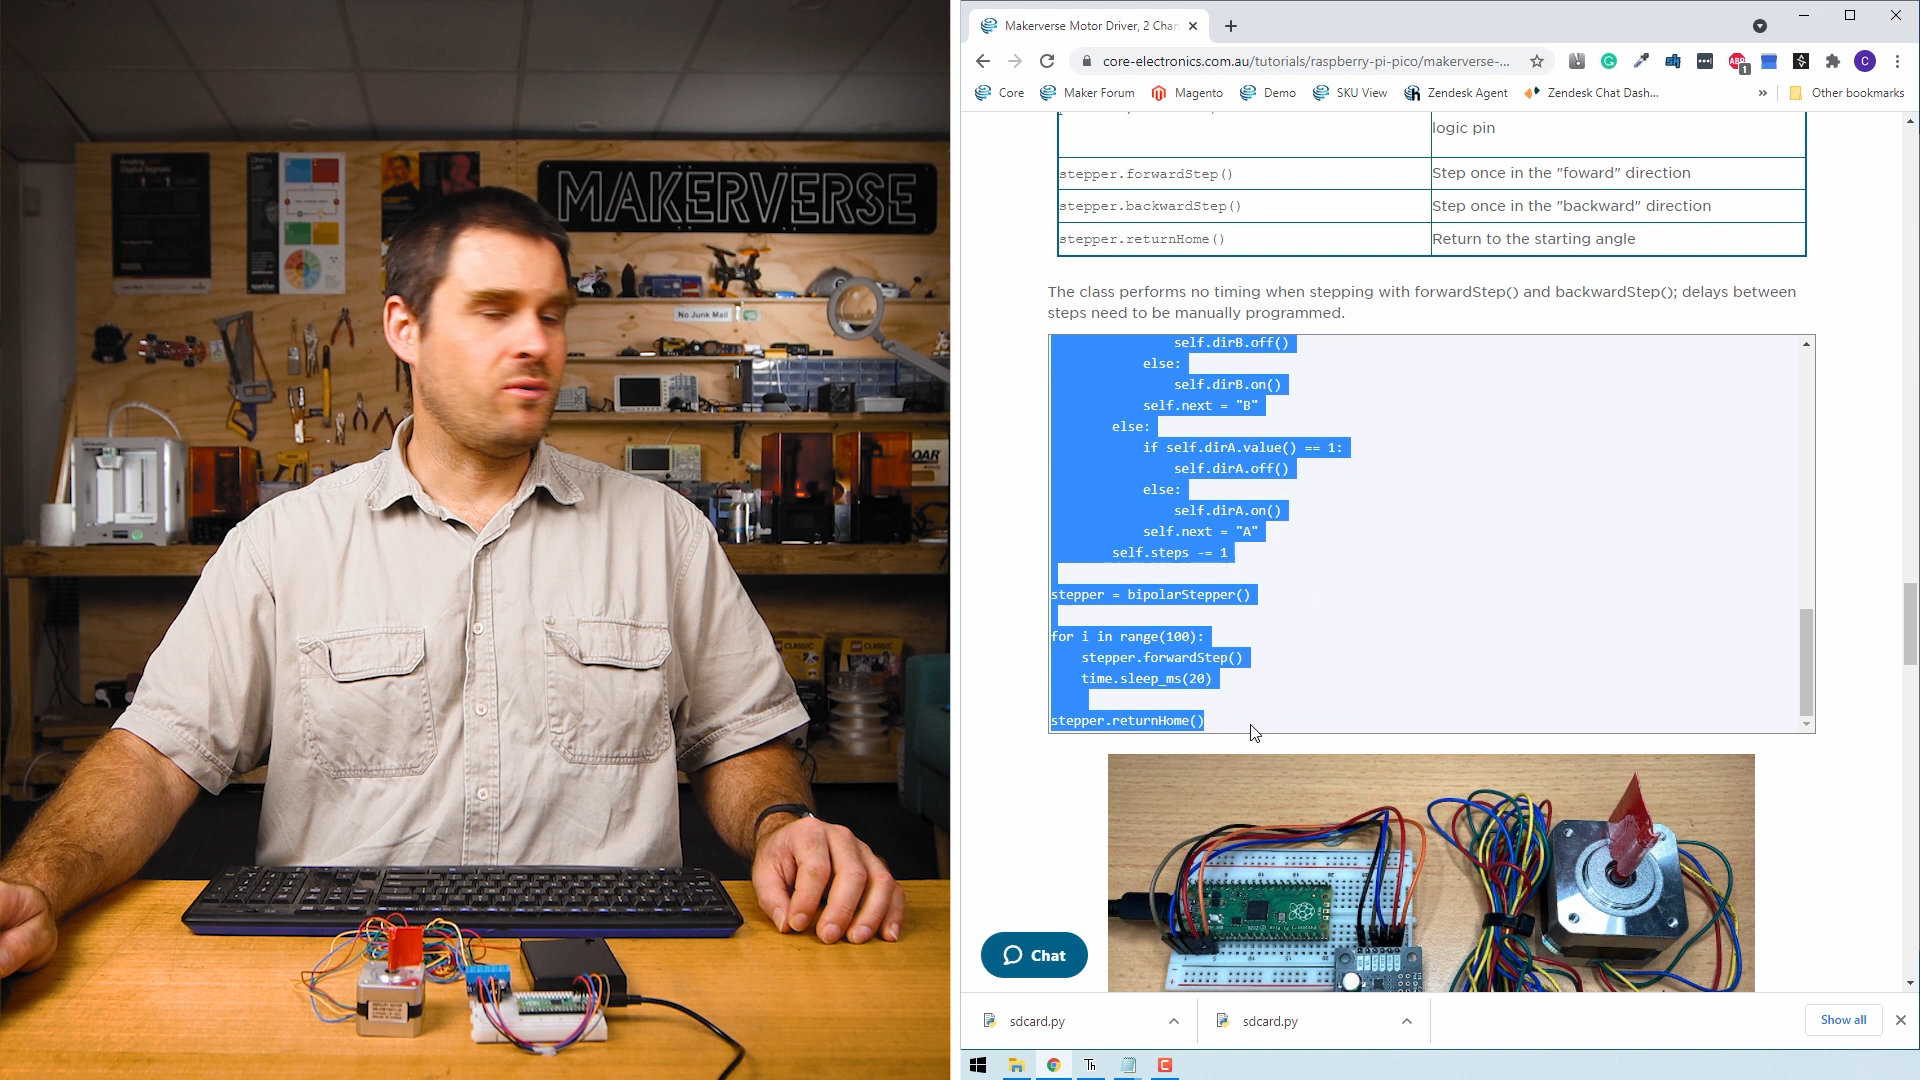 MAKERVERSE
No Junk Mail
CLASSIC
CLASSIC
Makerverse Motor Driver, 2 Chan
core-electronics.com.au/tutorials/raspberry-pi-pico/makerverse-...
Core
Maker Forum
Magento
Demo
SKU View
Zendesk Agent
Zendesk Chat Dash...
»
Other bookmarks
logic pin
stepper.forwardStep()
Step once in the "foward" direction
stepper.backwardStep()
Step once in the "backward" direction
stepper.returnHome()
Return to the starting angle
The class performs no timing when stepping with forwardStep() and backwardStep(); delays between
steps need to be manually programmed.
self.dirB.off()
else:
self.dirB.on()
self.next = "B"
else:
if self.dirA.value() == 1:
self.dirA.off()
else:
self.dirA.on()
self.next = "A"
self.steps -= 1
stepper = bipolarStepper()
for i in range(100):
stepper.forwardStep()
time.sleep_ms(20)
stepper.returnHome()
Chat
sdcard.py
sdcard.py
Show all